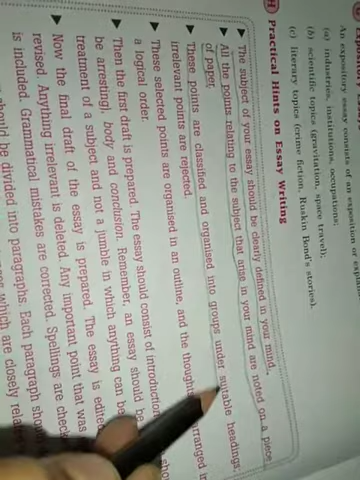 An expository essay consists of an exposition or
(a) industries, institutions, occupations;
(b) scientific topics (gravitation, space travel);
(c) literary topics (crime fiction, Ruskin Bond's stories).
H Practical Hints on Essay Writing
▶ The subject of your essay should be clearly defined in your mind.
▶ All the points relating to the subject that arise in your mind are noted on a piece
of paper.
▶ These points are classified and organised into groups under suitable headings.
irrelevant points are rejected.
▶ These selected points are organised in an outline, and the though arranged in
a logical order.
▶ Then the first draft is prepared. The essay should consist of introduction
be arresting), body and conclusion. Remember, an essay should be
treatment of a subject and not a jumble in which anything can be
▶ Now the final draft of the essay is prepared. The essay is edited
revised. Anything irrelevant is deleted. Any important point that was
is included. Grammatical mistakes are corrected. Spellings are check
should be divided into paragraphs. Each paragraph should
which are closely relate